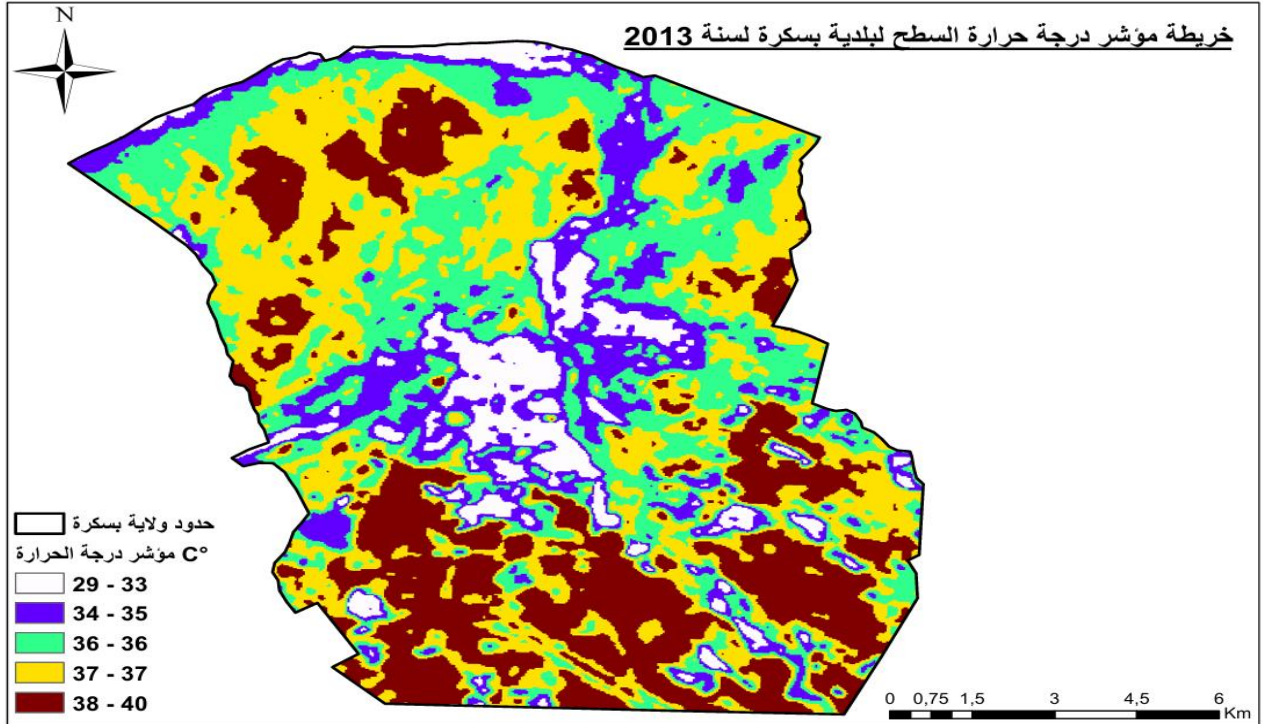 N
خريطة مؤشر درجة حرارة السطح لبلدية بسكرة لسنة 2013
حدود ولاية بسكرة
مؤشر درجة الحرارة C°
29 - 33
34 - 35
36 - 36
37 - 37
38 - 40
0 0,75 1,5 3 4,5 6
Km